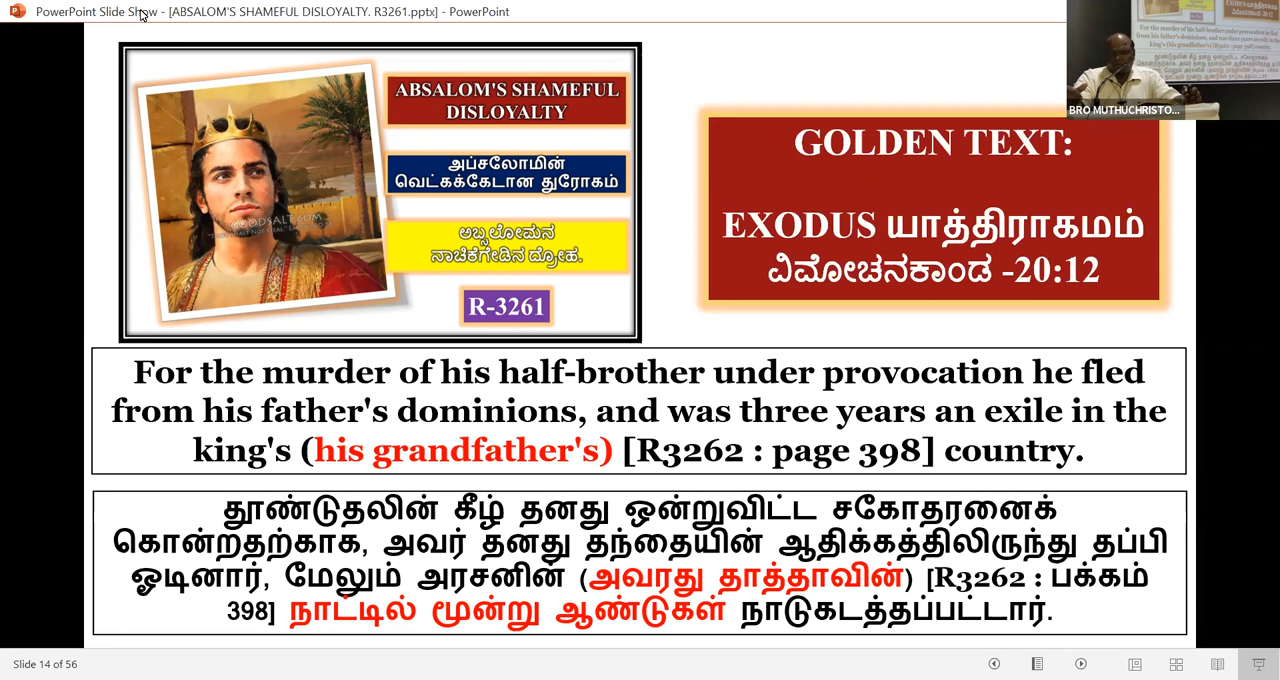 PowerPoint Slide Show - [ABSALOM'S SHAMEFUL DISLOYALTY. R3261.pptx] - PowerPoint
ABSALOM'S SHAMEFUL
DISLOYALTY
அப்சலோமின்
வெட்கக்கேடான துரோகம்
ಅಬ್ಸಲೋಮನ
ನಾಚಿಕೆಗೇಡಿನ ದ್ರೋಹ.
R-3261
GOODSALT.COM
GOLDEN TEXT:
EXODUS யாத்திராகமம்
ವಿಮೋಚನಕಾಂಡ -20:12
BRO MUTHUCHRISTO...
For the murder of his half-brother under provocation he fled
from his father's dominions, and was three years an exile in the
king's (his grandfather's) [R3262 : page 398] country.
தூண்டுதலின் கீழ் தனது ஒன்றுவிட்ட சகோதரனைக்
கொன்றதற்காக, அவர் தனது தந்தையின் ஆதிக்கத்திலிருந்து தப்பி
ஓடினார், மேலும் அரசனின் (அவரது தாத்தாவின்) [R3262 : பக்கம்
398] நாட்டில் மூன்று ஆண்டுகள் நாடுகடத்தப்பட்டார்.
Slide 14 of 56